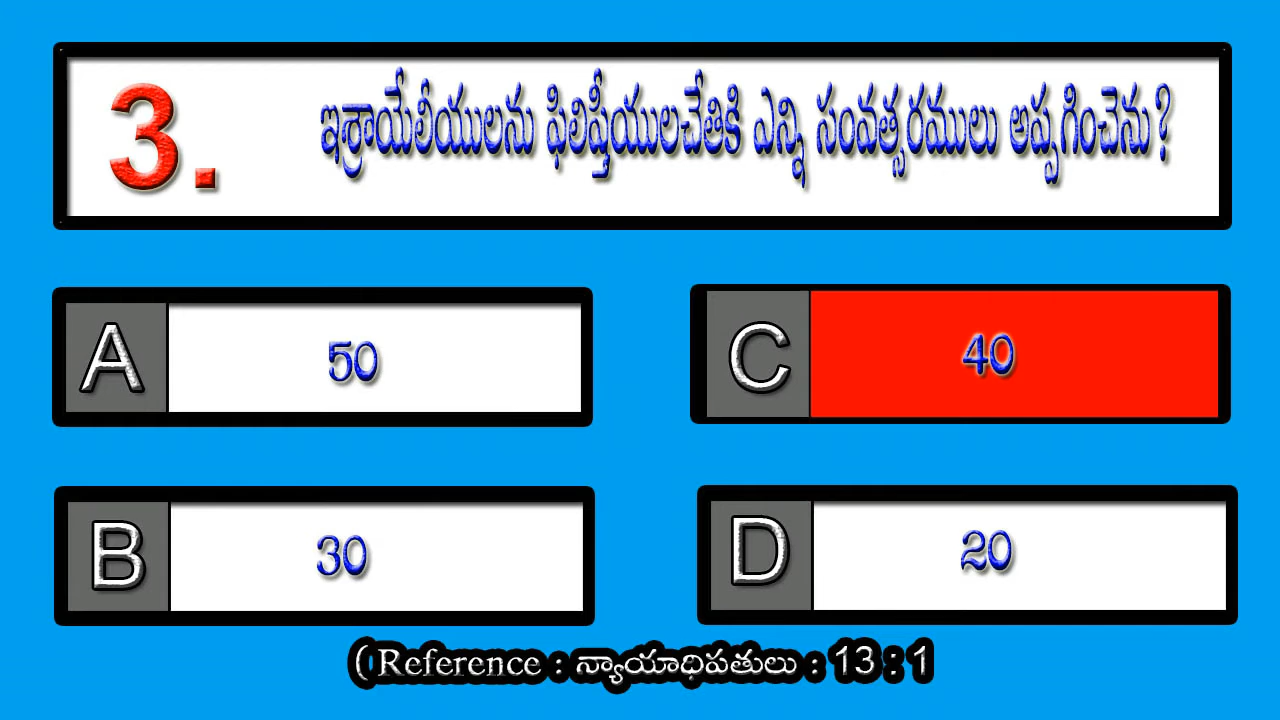 3. ఇశ్రాయేలీయులను ఫిలిప్తీయులచేతికి ఎన్ని సంవత్సరములు అప్పగించెను?
A 50
C 40
B 30
D 20
( Reference : న్యాయాధిపతులు : 13 : 1